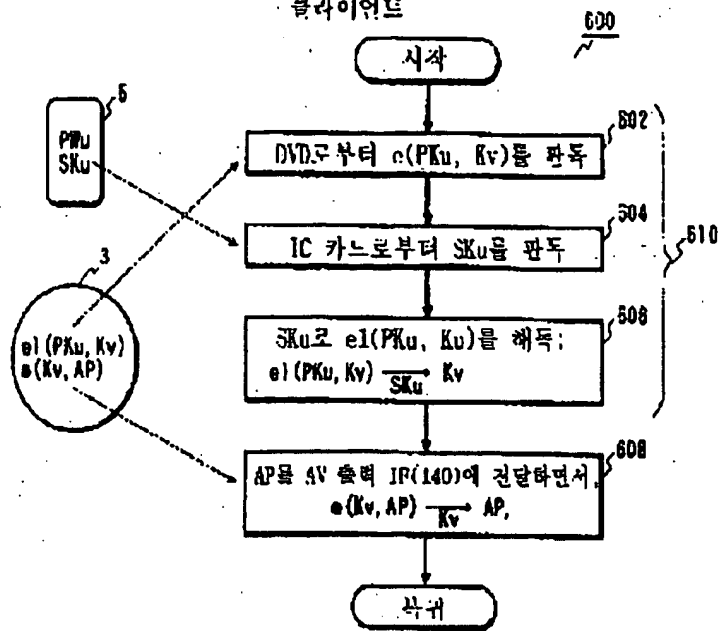 클라이언트
600
시작
5
PKu
SKu
602
DVD로부터 e(PKu, Kv)를 판독
604
IC 카드로부터 SKu를 판독
610
3
e1(PKu, Kv)
e(Kv, AP)
606
SKu로 e1(PKu, Ku)를 해독;
e1(PKu, Kv) → Kv
SKu
608
AP를 AV 출력 IF(140)에 전달하면서,
e(Kv, AP) → AP,
Kv
복귀